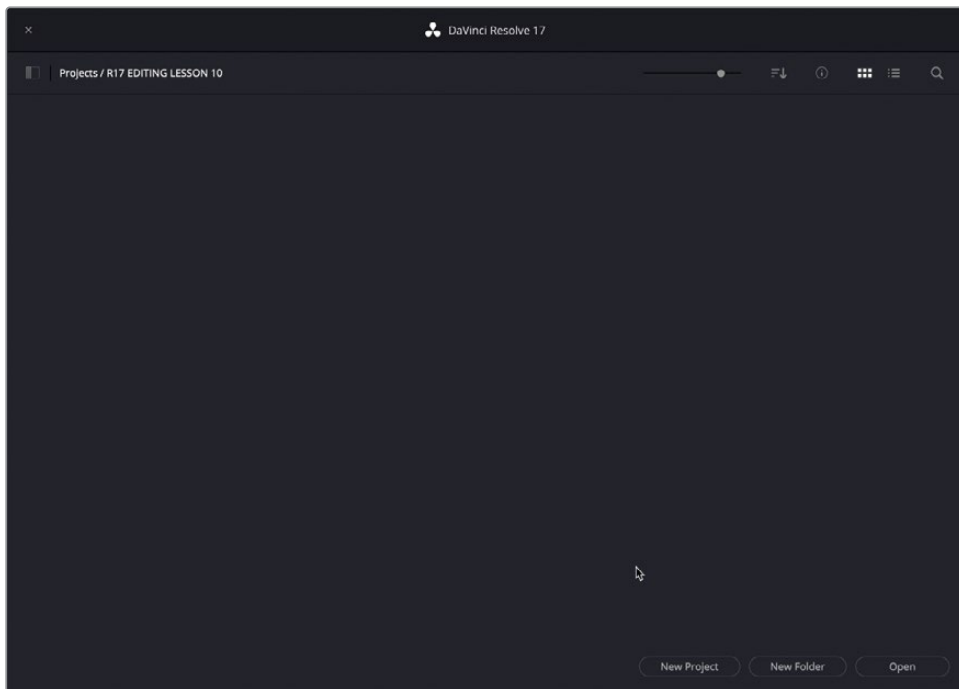 DaVinci Resolve 17
Projects / R17 EDITING LESSON 10
New Project New Folder Open